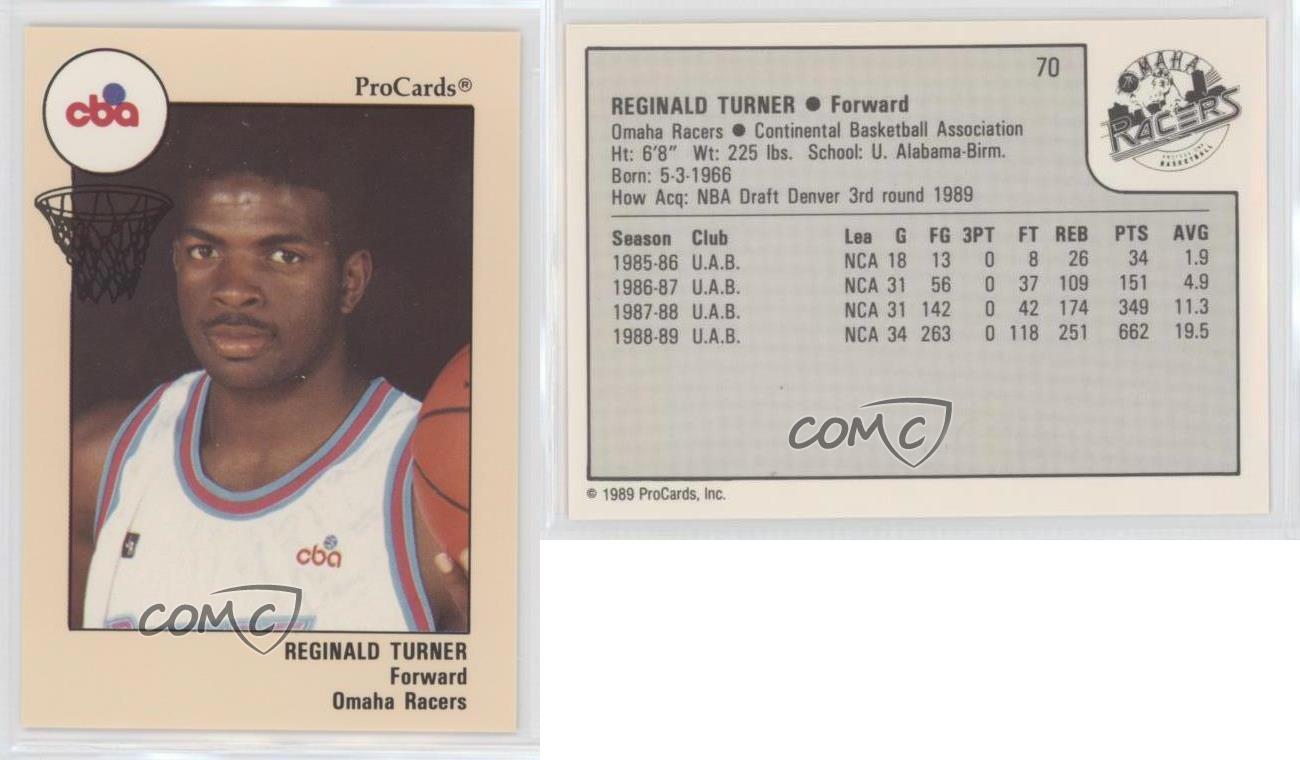 cba
ProCards®
cba
COMC
REGINALD TURNER
Forward
Omaha Racers
70
OMAHA
RACERS
BASKETBALL
REGINALD TURNER ● Forward
Omaha Racers ● Continental Basketball Association
Ht: 6'8" Wt: 225 lbs. School: U. Alabama-Birm.
Born: 5-3-1966
How Acq: NBA Draft Denver 3rd round 1989
Season Club Lea G FG 3PT FT REB PTS AVG
1985-86 U.A.B. NCA 18 13 0 8 26 34 1.9
1986-87 U.A.B. NCA 31 56 0 37 109 151 4.9
1987-88 U.A.B. NCA 31 142 0 42 174 349 11.3
1988-89 U.A.B. NCA 34 263 0 118 251 662 19.5
COMC
© 1989 ProCards, Inc.